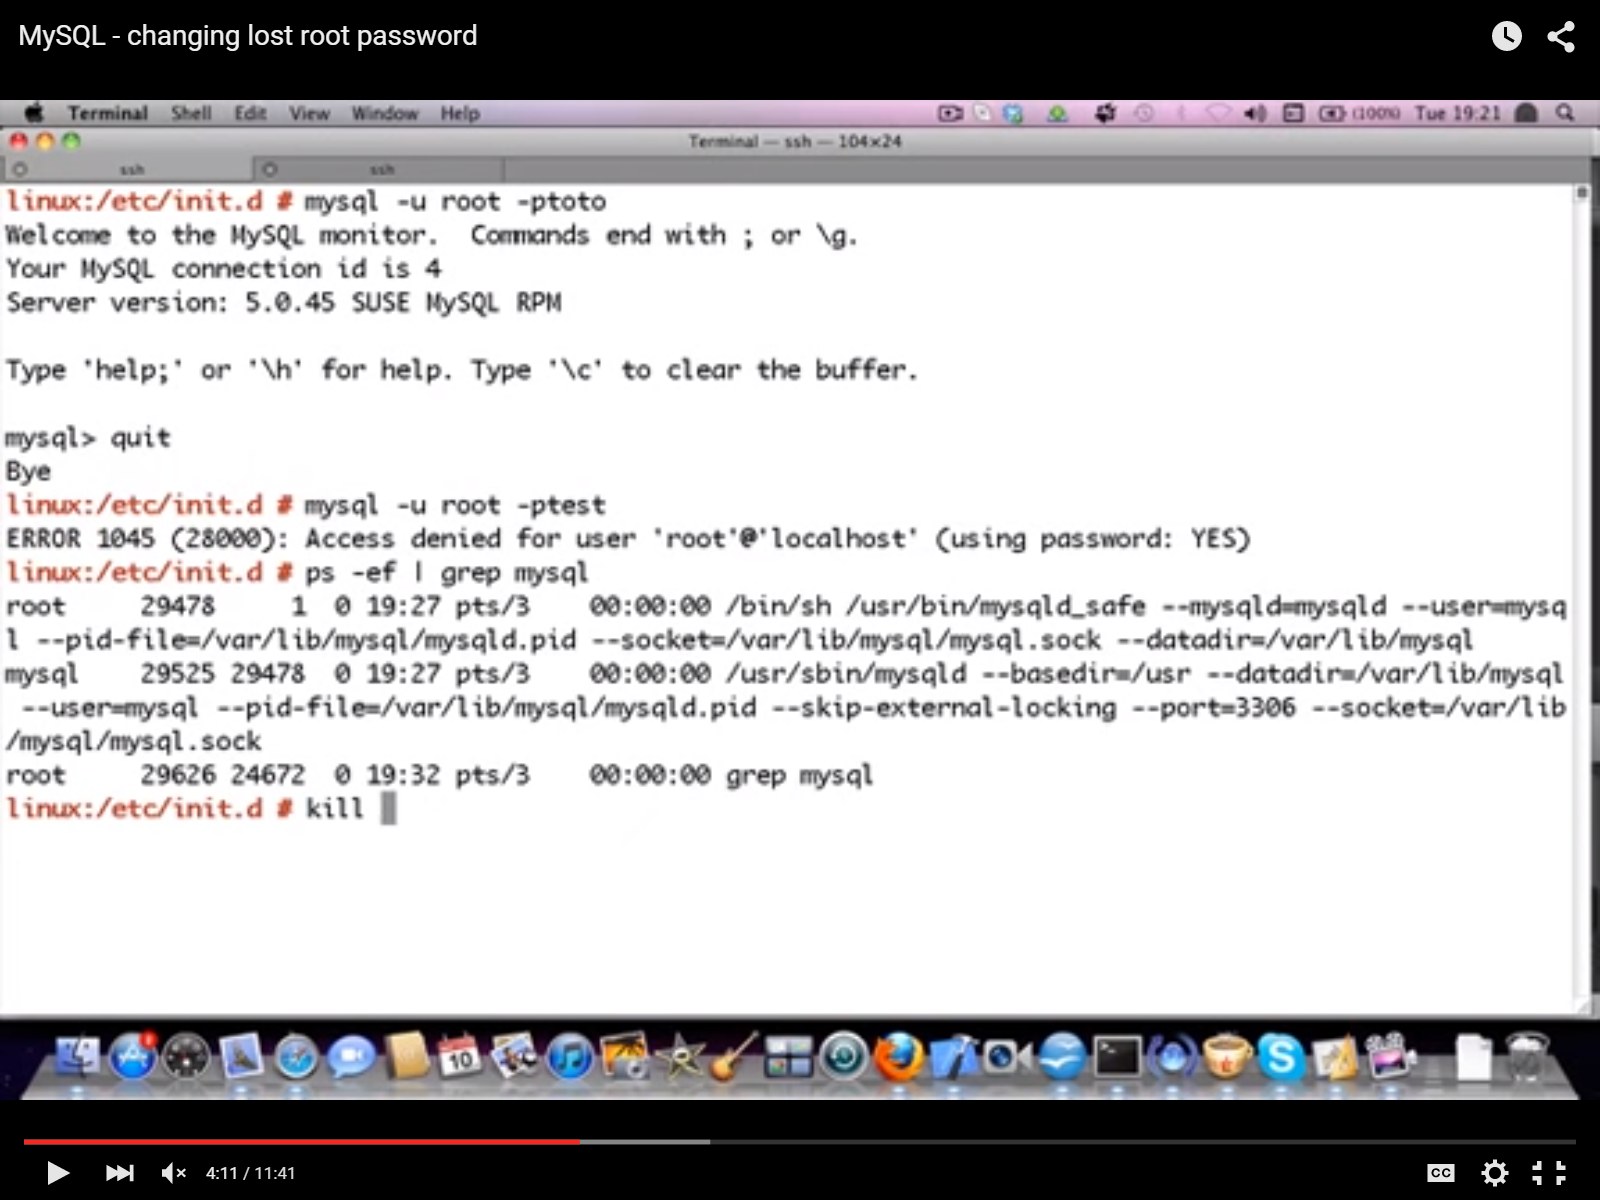 MySQL - changing lost root password
Terminal Shell Edit View Window Help (100%) Tue 19:21
Terminal — ssh — 104×24
ssh ssh
linux:/etc/init.d # mysql -u root -ptoto
Welcome to the MySQL monitor.  Commands end with ; or \g.
Your MySQL connection id is 4
Server version: 5.0.45 SUSE MySQL RPM
Type 'help;' or '\h' for help. Type '\c' to clear the buffer.
mysql> quit
Bye
linux:/etc/init.d # mysql -u root -ptest
ERROR 1045 (28000): Access denied for user 'root'@'localhost' (using password: YES)
linux:/etc/init.d # ps -ef | grep mysql
root     29478     1  0 19:27 pts/3    00:00:00 /bin/sh /usr/bin/mysqld_safe --mysqld=mysqld --user=mysq
l --pid-file=/var/lib/mysql/mysqld.pid --socket=/var/lib/mysql/mysql.sock --datadir=/var/lib/mysql
mysql    29525 29478  0 19:27 pts/3    00:00:00 /usr/sbin/mysqld --basedir=/usr --datadir=/var/lib/mysql
 --user=mysql --pid-file=/var/lib/mysql/mysqld.pid --skip-external-locking --port=3306 --socket=/var/lib
/mysql/mysql.sock
root     29626 24672  0 19:32 pts/3    00:00:00 grep mysql
linux:/etc/init.d # kill
10
4:11 / 11:41 CC